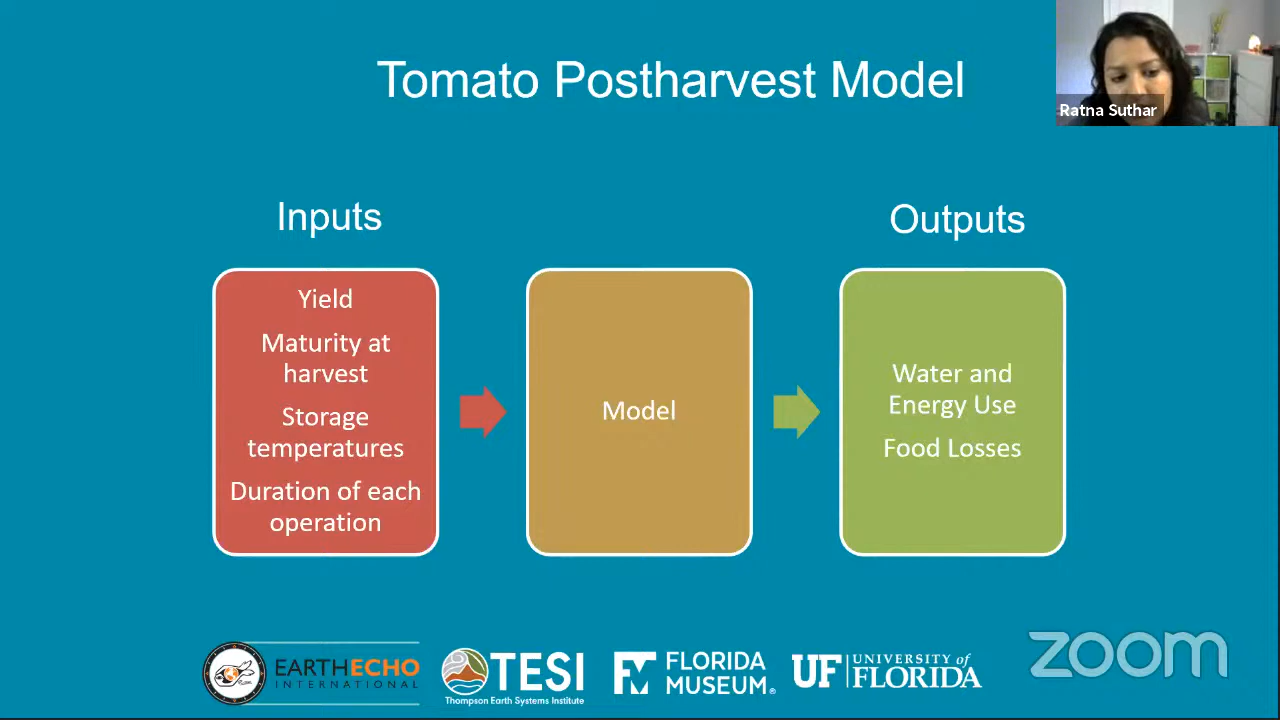 Tomato Postharvest Model
Ratna Suthar
Inputs
Outputs
Yield
Maturity at
harvest
Storage
temperatures
Duration of each
operation
Model
Water and
Energy Use
Food Losses
EARTHECHO
INTERNATIONAL
TESI
Thompson Earth Systems Institute
FLORIDA
MUSEUM®
UF UNIVERSITY of
FLORIDA
zoom